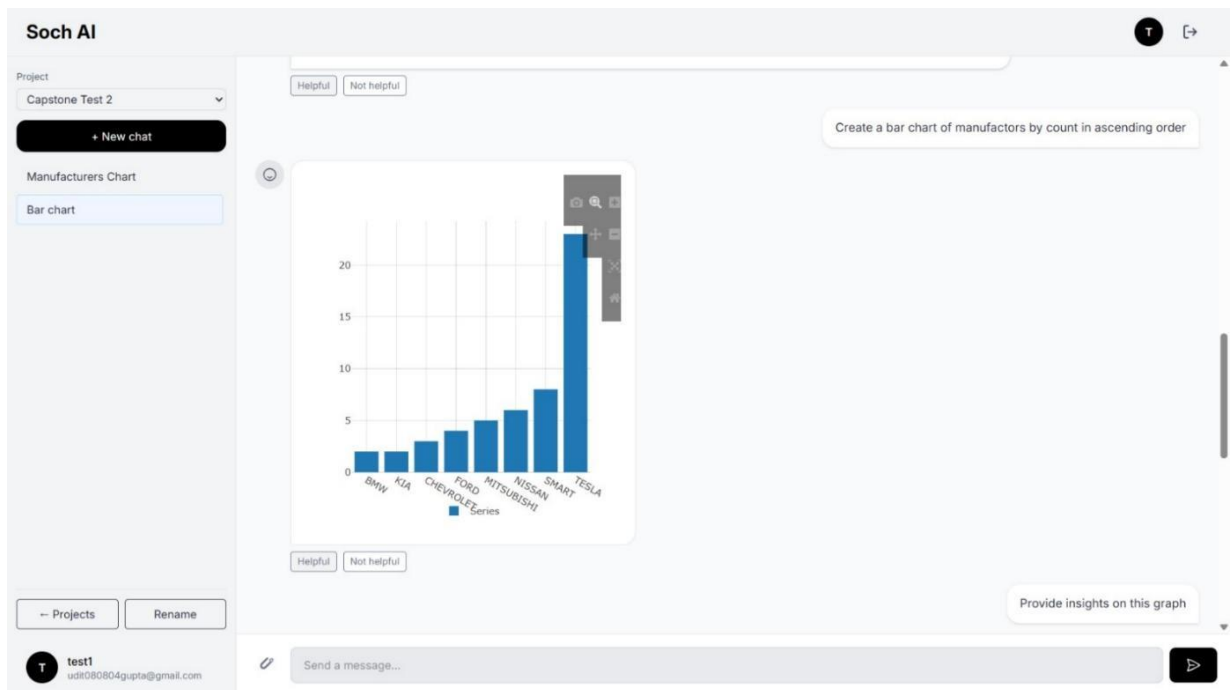 Soch AI
T
Project
Capstone Test 2
+ New chat
Manufacturers Chart
Bar chart
Helpful
Not helpful
Create a bar chart of manufactors by count in ascending order
20
15
10
5
0
BMW
KIA
CHEVROLET
FORD
MITSUBISHI
NISSAN
SMART
TESLA
Series
Helpful
Not helpful
Provide insights on this graph
← Projects
Rename
T
test1
udit080804gupta@gmail.com
Send a message...